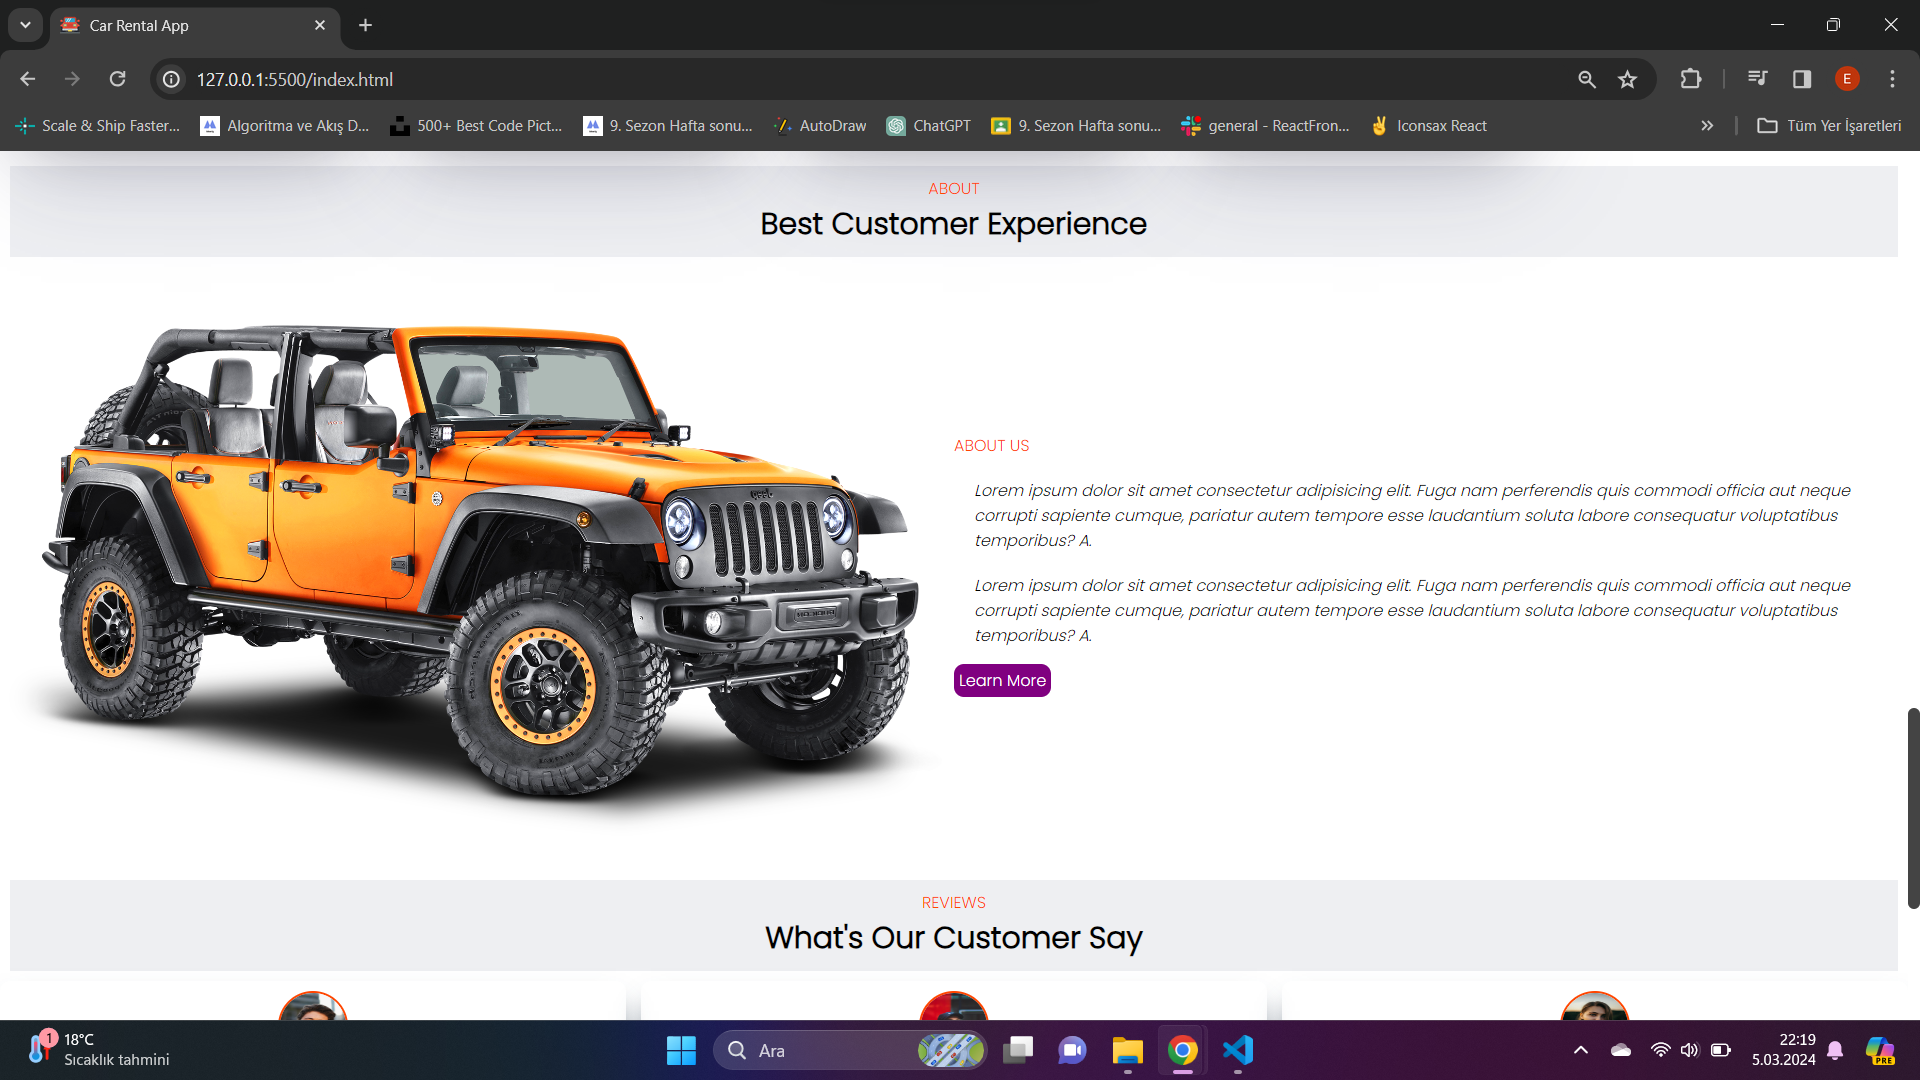 Car Rental App
127.0.0.1:5500/index.html
E
Scale & Ship Faster...
Algoritma ve Akış D...
500+ Best Code Pict...
9. Sezon Hafta sonu...
AutoDraw
ChatGPT
9. Sezon Hafta sonu...
general - ReactFron...
Iconsax React
Tüm Yer İşaretleri
ABOUT
Best Customer Experience
ABOUT US
Lorem ipsum dolor sit amet consectetur adipisicing elit. Fuga nam perferendis quis commodi officia aut neque
corrupti sapiente cumque, pariatur autem tempore esse laudantium soluta labore consequatur voluptatibus
temporibus? A.
Lorem ipsum dolor sit amet consectetur adipisicing elit. Fuga nam perferendis quis commodi officia aut neque
corrupti sapiente cumque, pariatur autem tempore esse laudantium soluta labore consequatur voluptatibus
temporibus? A.
Learn More
REVIEWS
What's Our Customer Say
1
18°C
Sıcaklık tahmini
Ara
22:19
5.03.2024
PRE